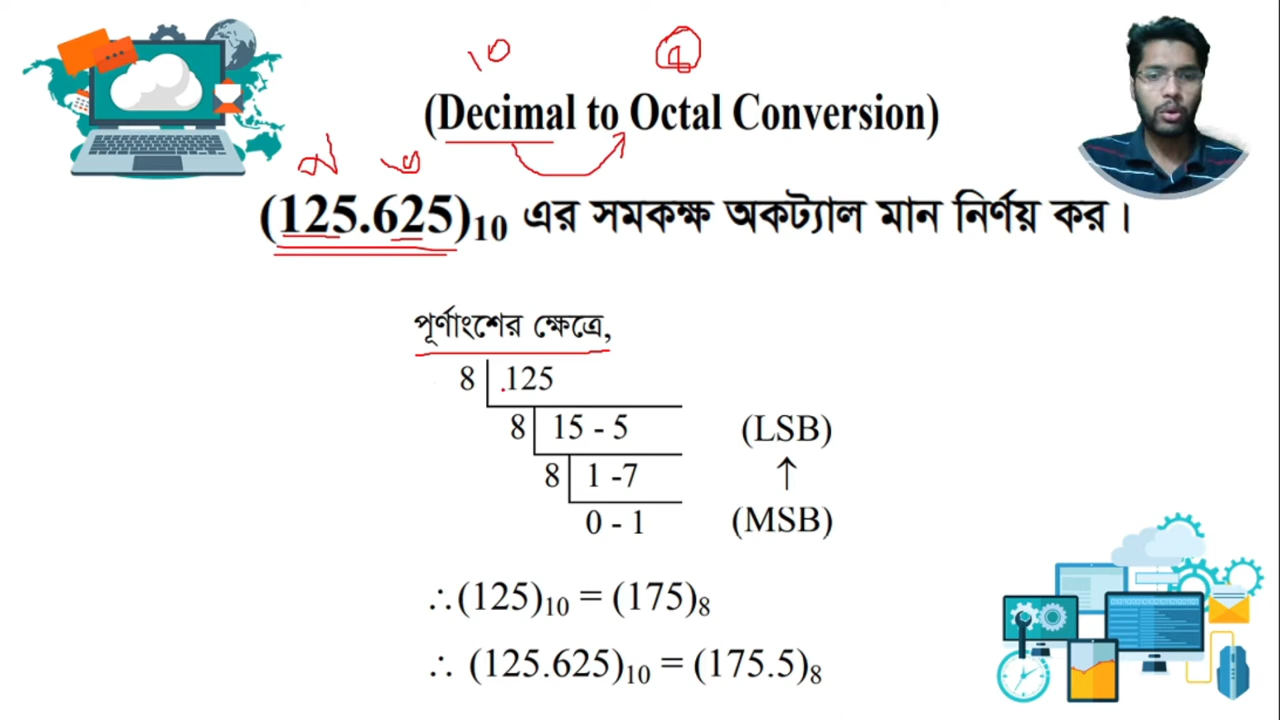 ১০
(Decimal to Octal Conversion)
(125.625)10 এর সমকক্ষ অকট্যাল মান নির্ণয় কর।
পূর্ণাংশের ক্ষেত্রে,
8 125
8 15 - 5 (LSB)
8 1 -7 ↑
0 - 1 (MSB)
∴(125)10 = (175)8
∴ (125.625)10 = (175.5)8